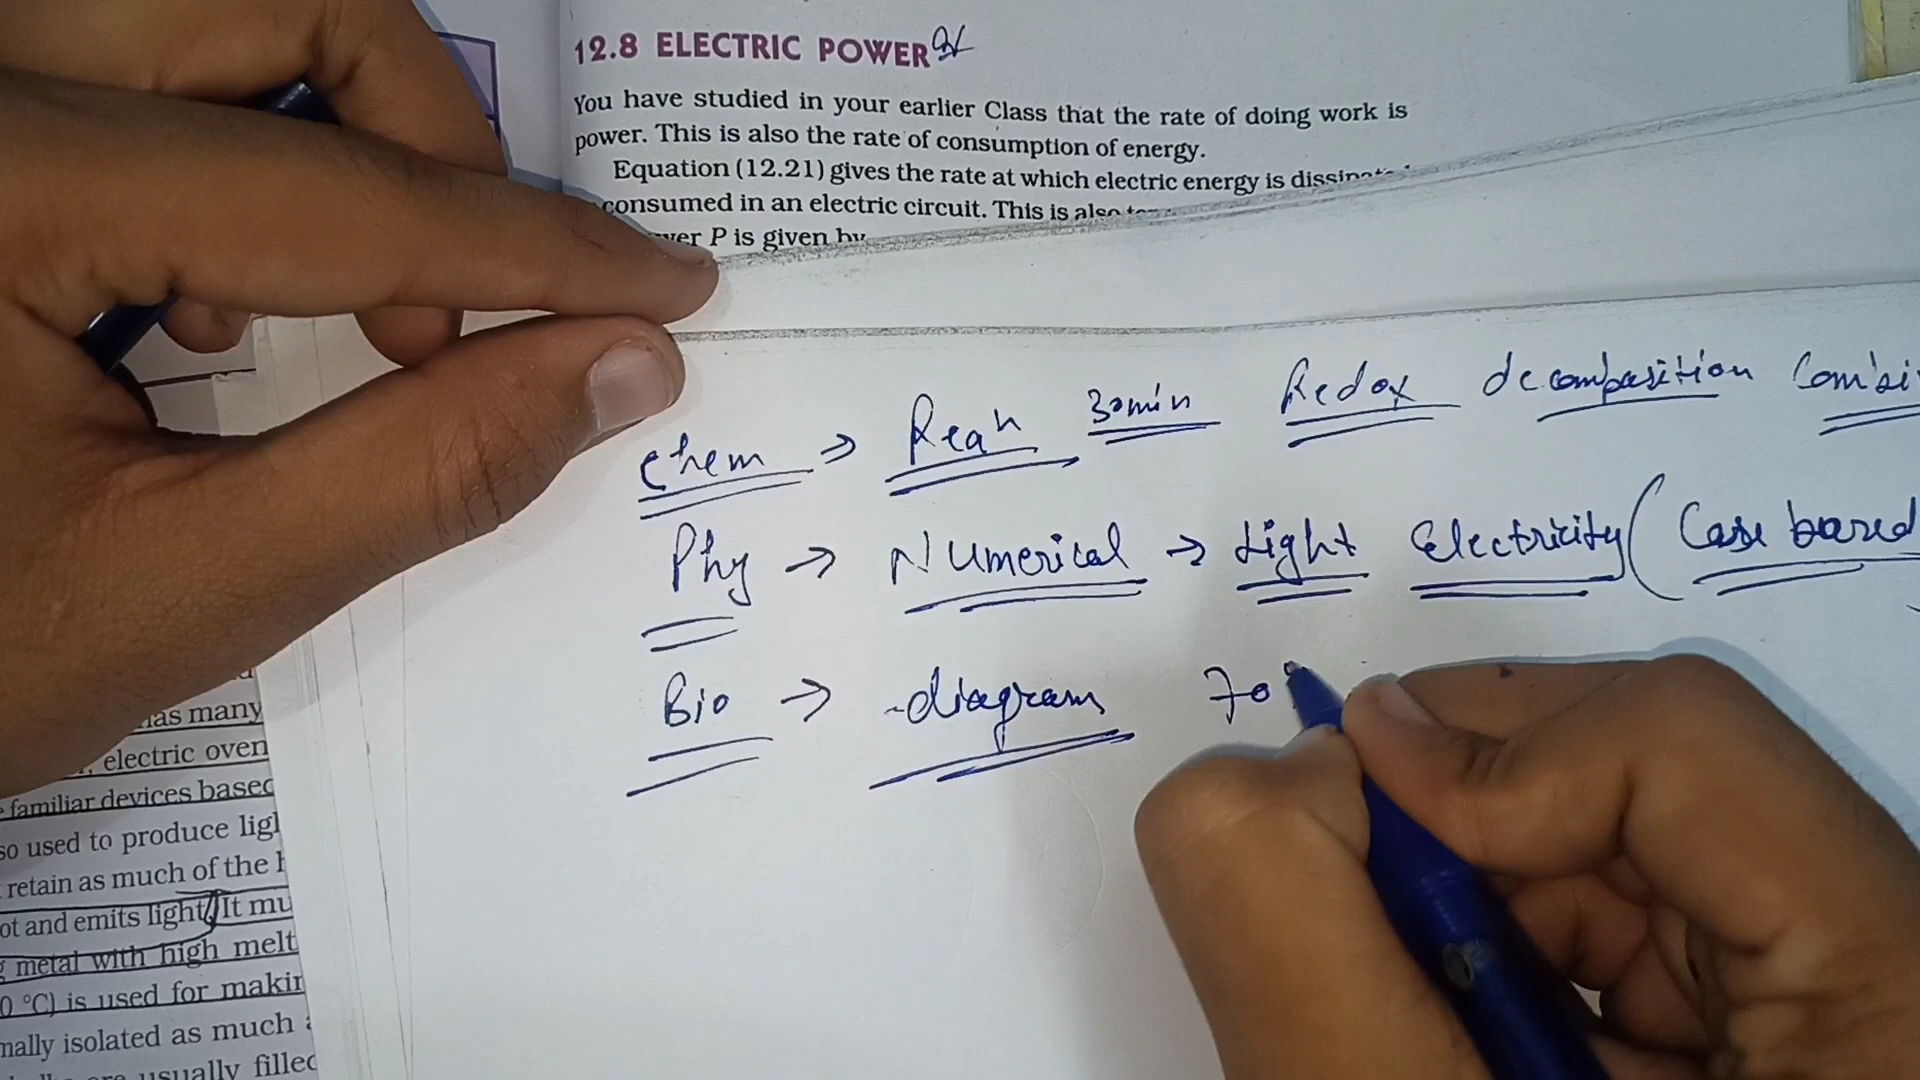 12.8 ELECTRIC POWER
You have studied in your earlier Class that the rate of doing work is
power. This is also the rate of consumption of energy.
Equation (12.21) gives the rate at which electric energy is
consumed in an electric circuit. This is also
P is given by
Chem → Reaⁿ 30min Redox decomposition
Phy → Numerical → Light Electricity ( Case based
Bio → -diagram
has many
electric oven
familiar devices based
so used to produce
retain as much of the
ot and emits light. It
metal with high
0 °C) is used for
nally isolated as much
usually filled